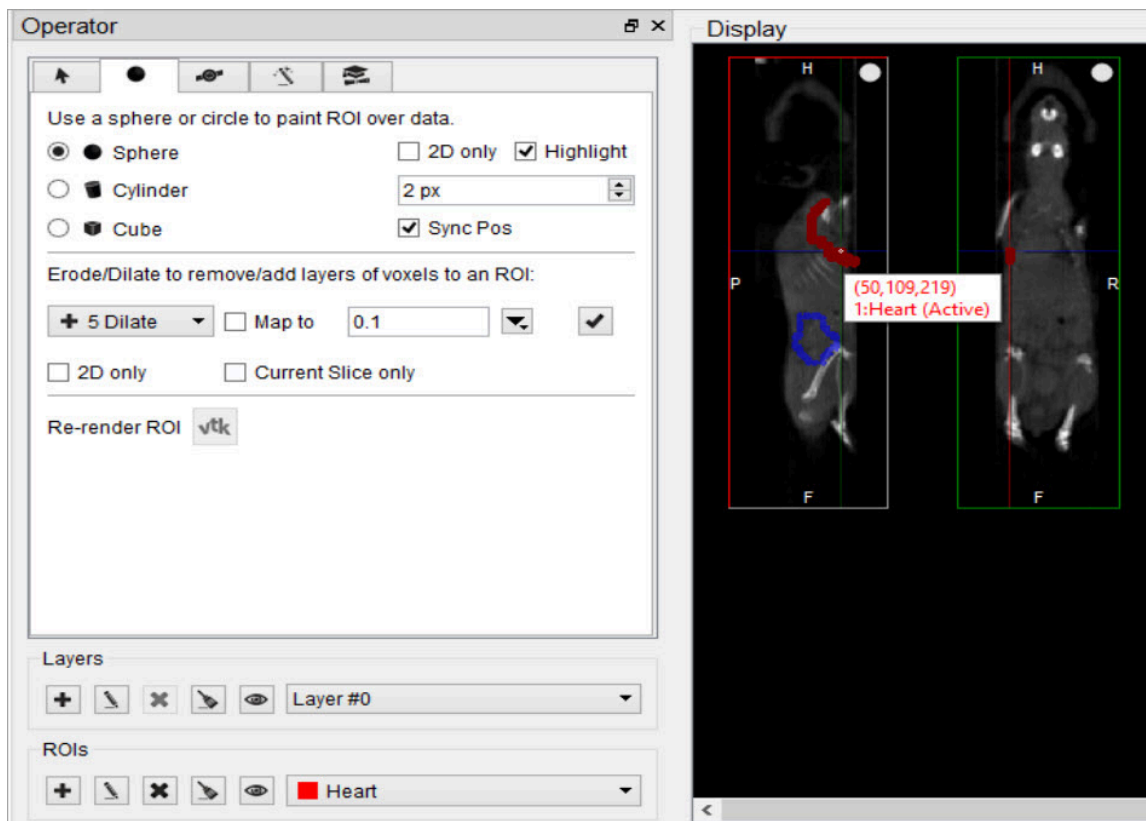 Operator
Display
Use a sphere or circle to paint ROI over data.
Sphere
2D only
Highlight
Cylinder
2 px
Cube
Sync Pos
Erode/Dilate to remove/add layers of voxels to an ROI:
5 Dilate
Map to
0.1
2D only
Current Slice only
Re-render ROI
vtk
H
H
P
R
(50,109,219)
1:Heart (Active)
F
F
Layers
Layer #0
ROIs
Heart